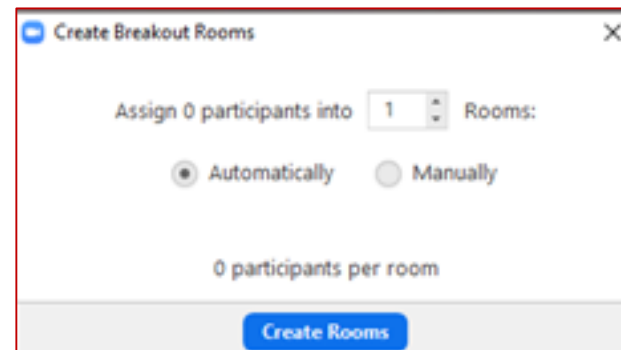 Create Breakout Rooms
Assign 0 participants into 1 Rooms:
Automatically Manually
0 participants per room
Create Rooms